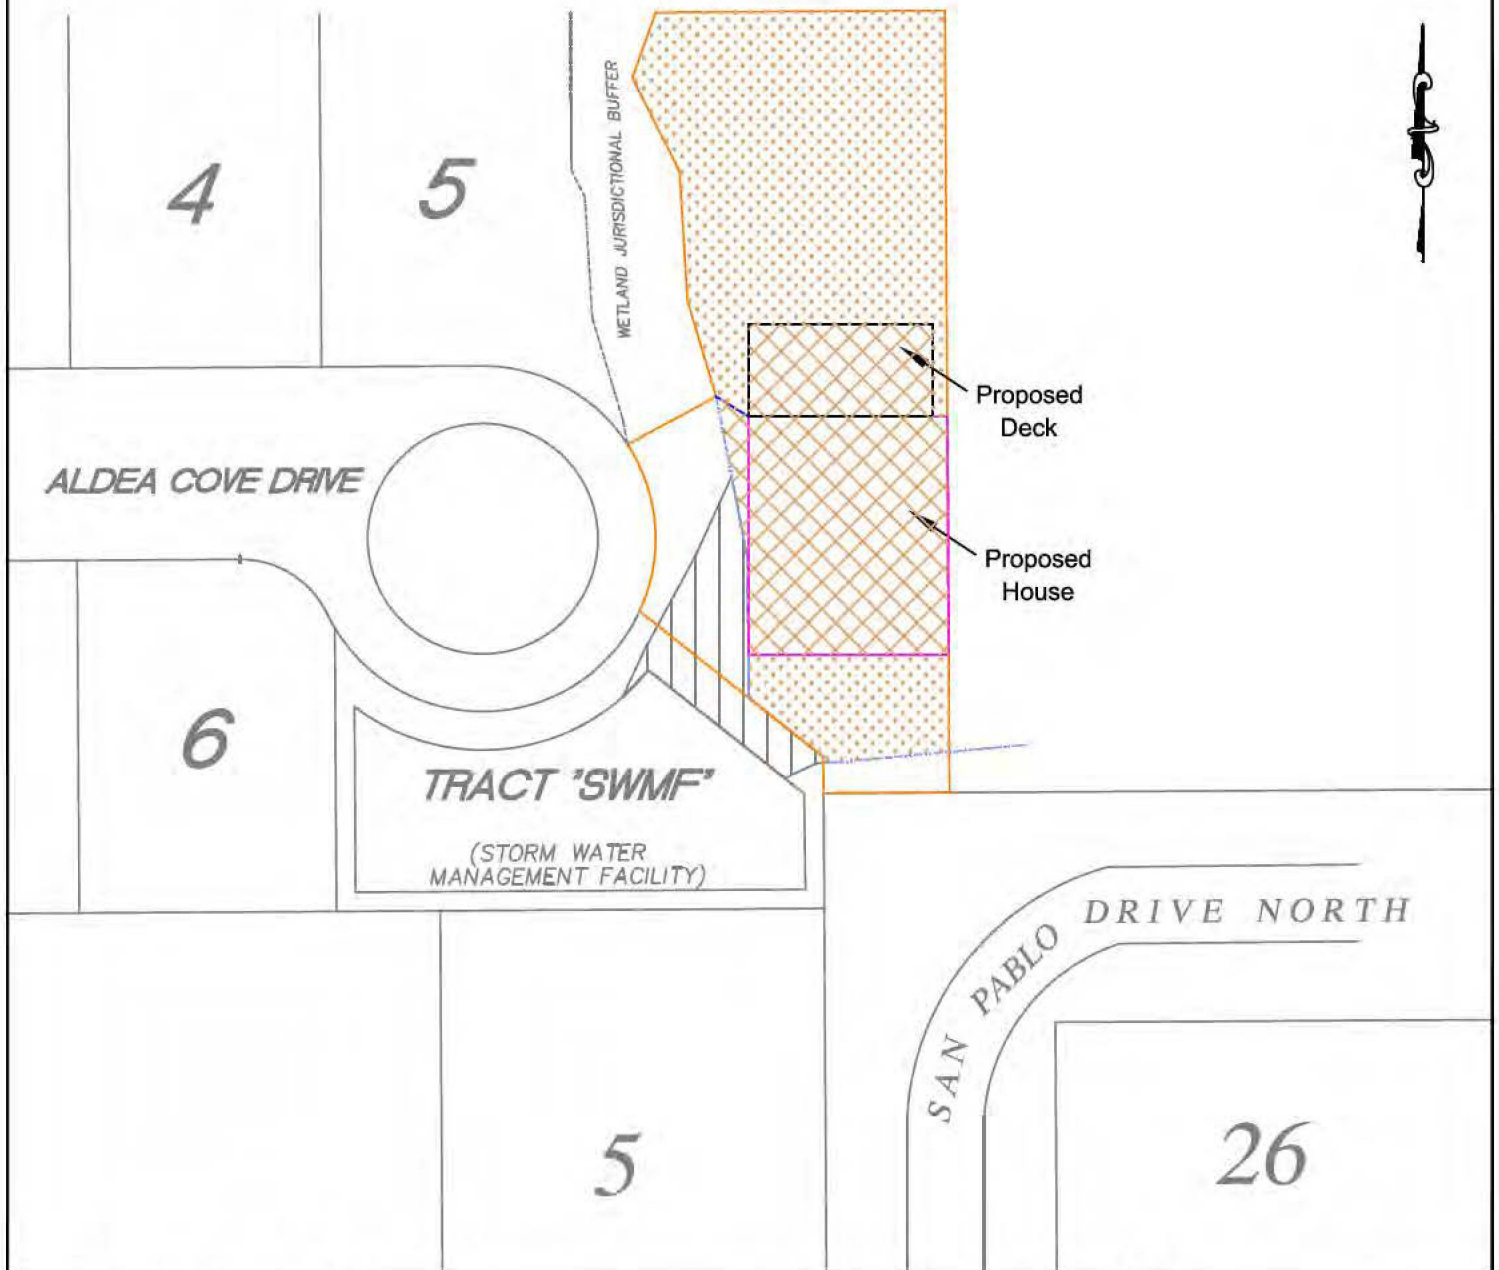 WETLAND JURISDICTIONAL BUFFER
4
5
Proposed
Deck
ALDEA COVE DRIVE
Proposed
House
6
TRACT 'SWMF'
(STORM WATER
MANAGEMENT FACILITY)
SAN PABLO DRIVE NORTH
5
26